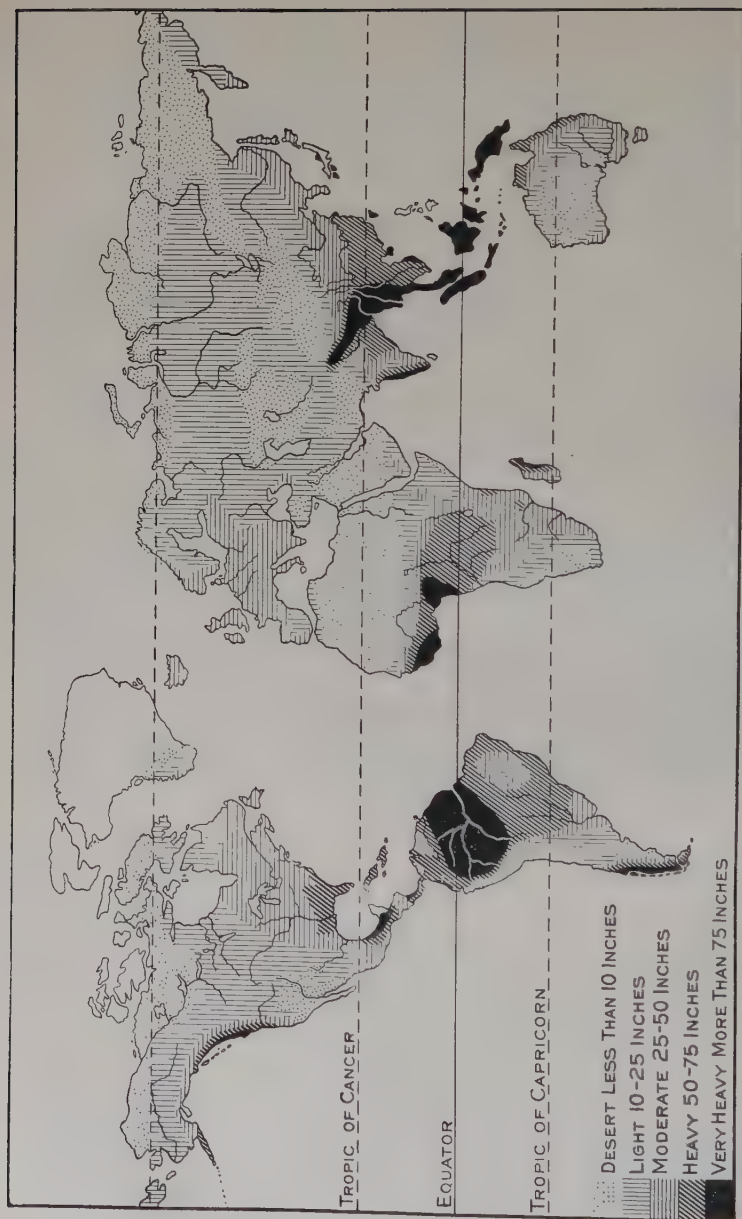 TROPIC OF CANCER
EQUATOR
TROPIC OF CAPRICORN
DESERT LESS THAN 10 INCHES
LIGHT 10-25 INCHES
MODERATE 25-50 INCHES
HEAVY 50-75 INCHES
VERY HEAVY MORE THAN 75 INCHES